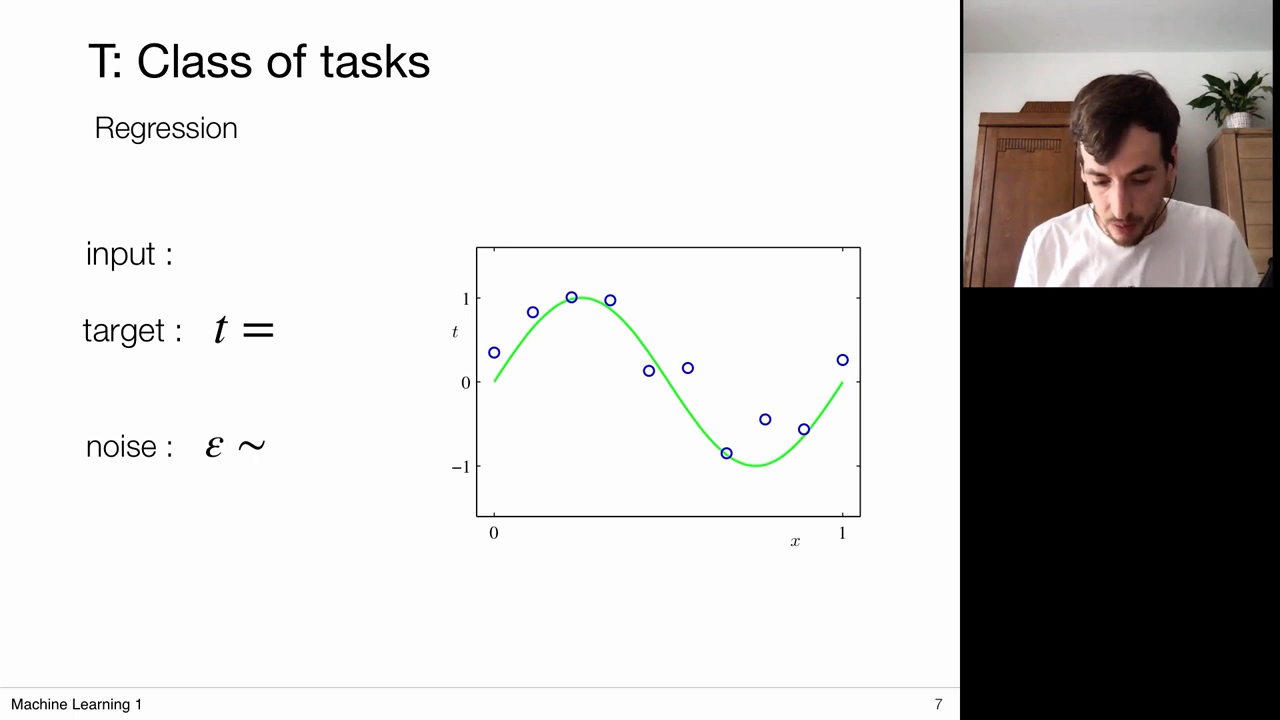 T: Class of tasks
Regression
input :
target : t =
noise : ε ∼
1
t
0
−1
0
x
1
Machine Learning 1
7